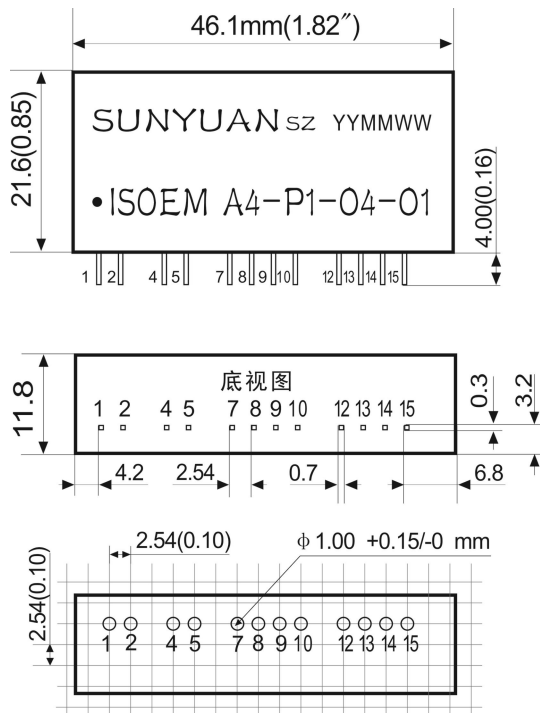 46.1mm(1.82″)
21.6(0.85)
SUNYUAN SZ YYMMWW
•ISOEM A4-P1-O4-O1
4.00(0.16)
1 2 4 5 7 8 9 10 12 13 14 15
底视图
11.8
1 2 4 5 7 8 9 10 12 13 14 15
0.3
3.2
4.2 2.54 0.7 6.8
2.54(0.10)
ϕ 1.00 +0.15/-0 mm
2.54(0.10)
1 2 4 5 7 8 9 10 12 13 14 15